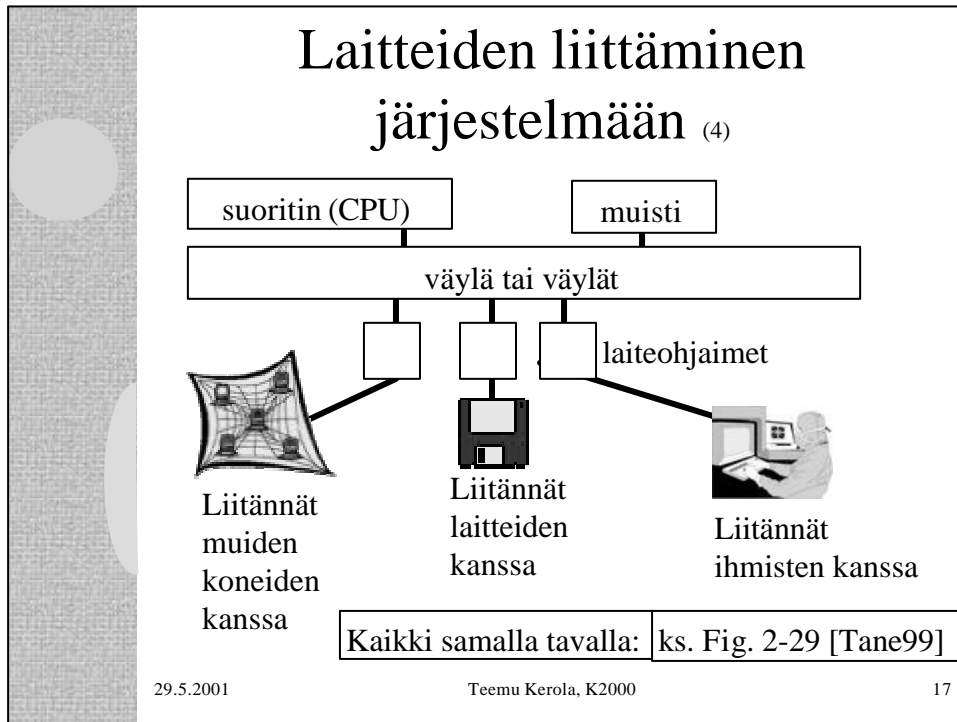 Laitteiden liittäminen
järjestelmään (4)
suoritin (CPU)
muisti
väylä tai väylät
laiteohjaimet
Liitännät
muiden
koneiden
kanssa
Liitännät
laitteiden
kanssa
Liitännät
ihmisten kanssa
Kaikki samalla tavalla: ks. Fig. 2-29 [Tane99]
29.5.2001 Teemu Kerola, K2000 17